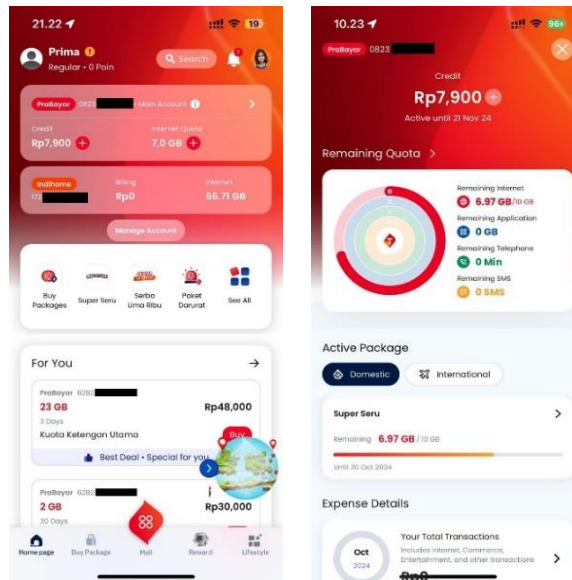 21.22
19
Prima
Regular • 0 Poin
Search
PraBayar 0823 • Main Account
Credit
Internet Quota
Rp7,900
7,0 GB
Indihome
Billing
Internet
172
Rp0
66.71 GB
Manage Account
Buy Packages
Super Seru
Serba Lima Ribu
Paket Darurat
See All
For You
PraBayar 6282
23 GB
Rp48,000
3 Days
Kuota Ketengan Utama
Buy
Best Deal • Special for you
PraBayar 6282
2 GB
Rp30,000
30 Days
Homepage
Buy Package
Mall
Reward
Lifestyle
10.23
96
PraBayar 0823
Credit
Rp7,900
Active until 21 Nov 24
Remaining Quota
Remaining Internet
6.97 GB/10 GB
Remaining Application
0 GB
Remaining Telephone
0 Min
Remaining SMS
0 SMS
Active Package
Domestic
International
Super Seru
Remaining 6.97 GB / 10 GB
Until 30 Oct 2024
Expense Details
Oct
2024
Your Total Transactions
Includes Internet, Commerce,
Entertainment, and other transactions
Rp0